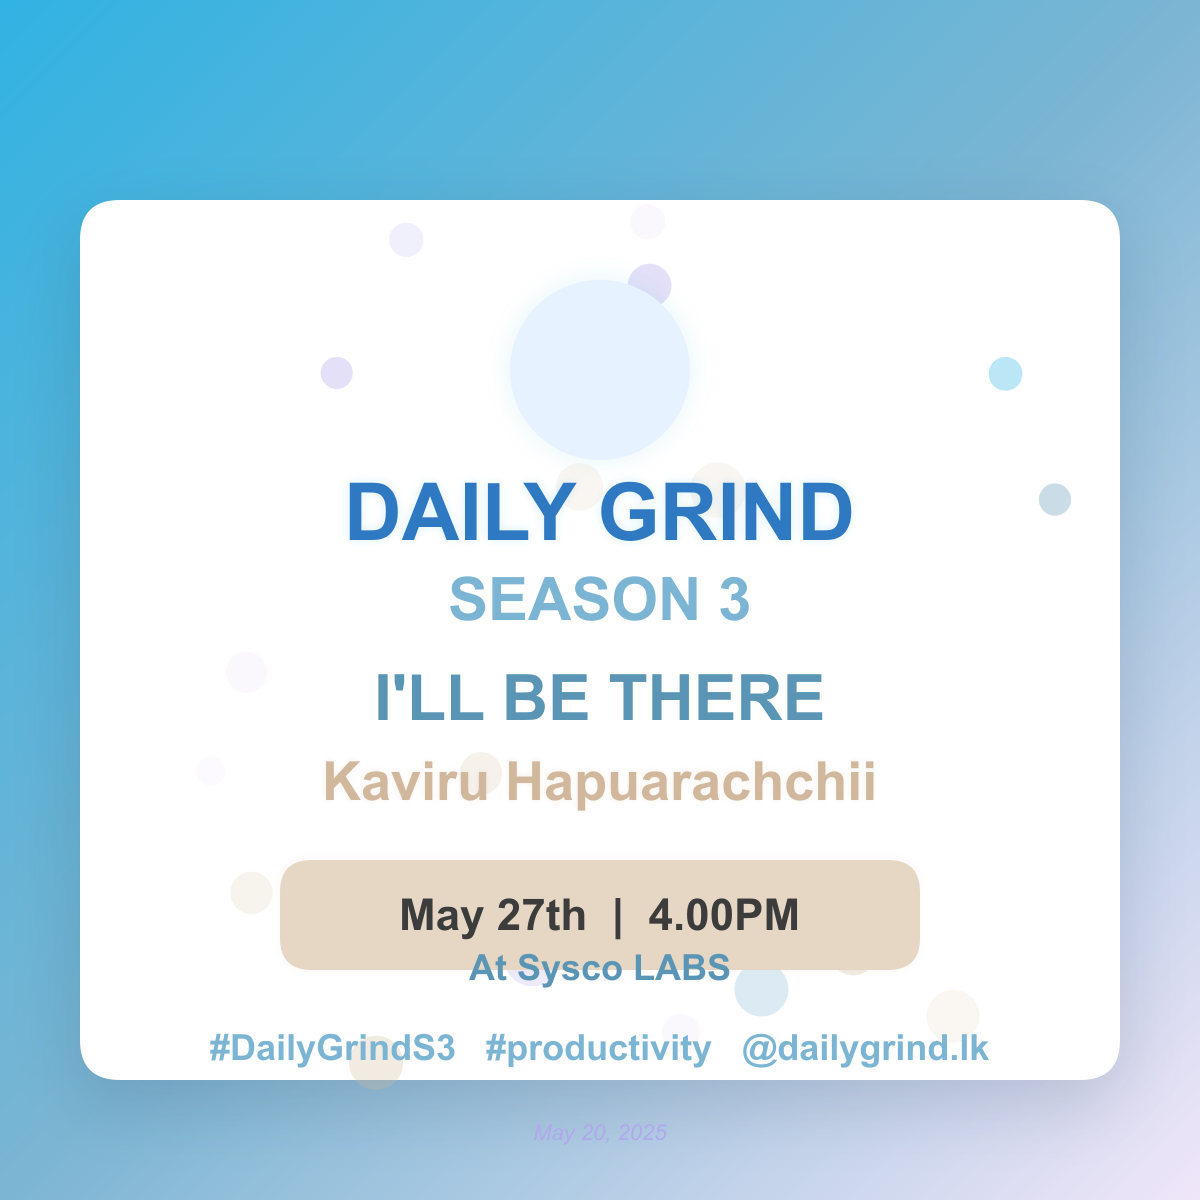 DAILY GRIND
SEASON 3
I'LL BE THERE
Kaviru Hapuarachchii
May 27th | 4.00PM
At Sysco LABS
#DailyGrindS3 #productivity @dailygrind.lk
May 20, 2025